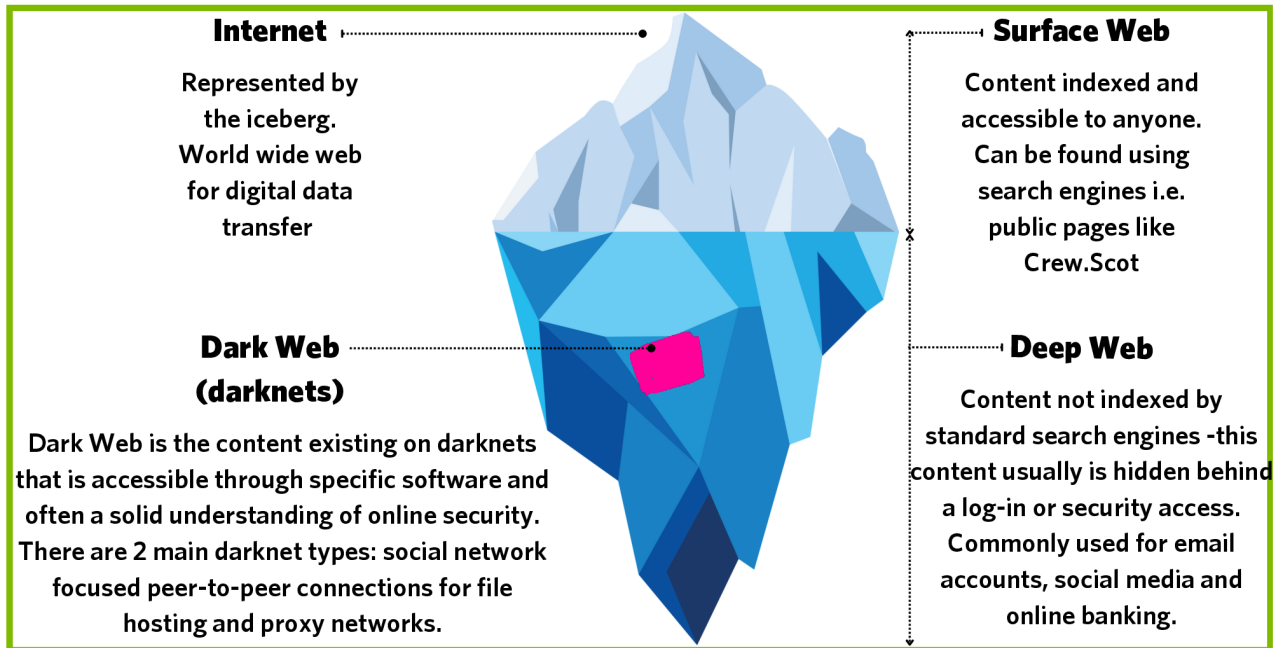 Internet
Represented by
the iceberg.
World wide web
for digital data
transfer
Surface Web
Content indexed and
accessible to anyone.
Can be found using
search engines i.e.
public pages like
Crew.Scot
Dark Web
(darknets)
Dark Web is the content existing on darknets
that is accessible through specific software and
often a solid understanding of online security.
There are 2 main darknet types: social network
focused peer-to-peer connections for file
hosting and proxy networks.
Deep Web
Content not indexed by
standard search engines -this
content usually is hidden behind
a log-in or security access.
Commonly used for email
accounts, social media and
online banking.